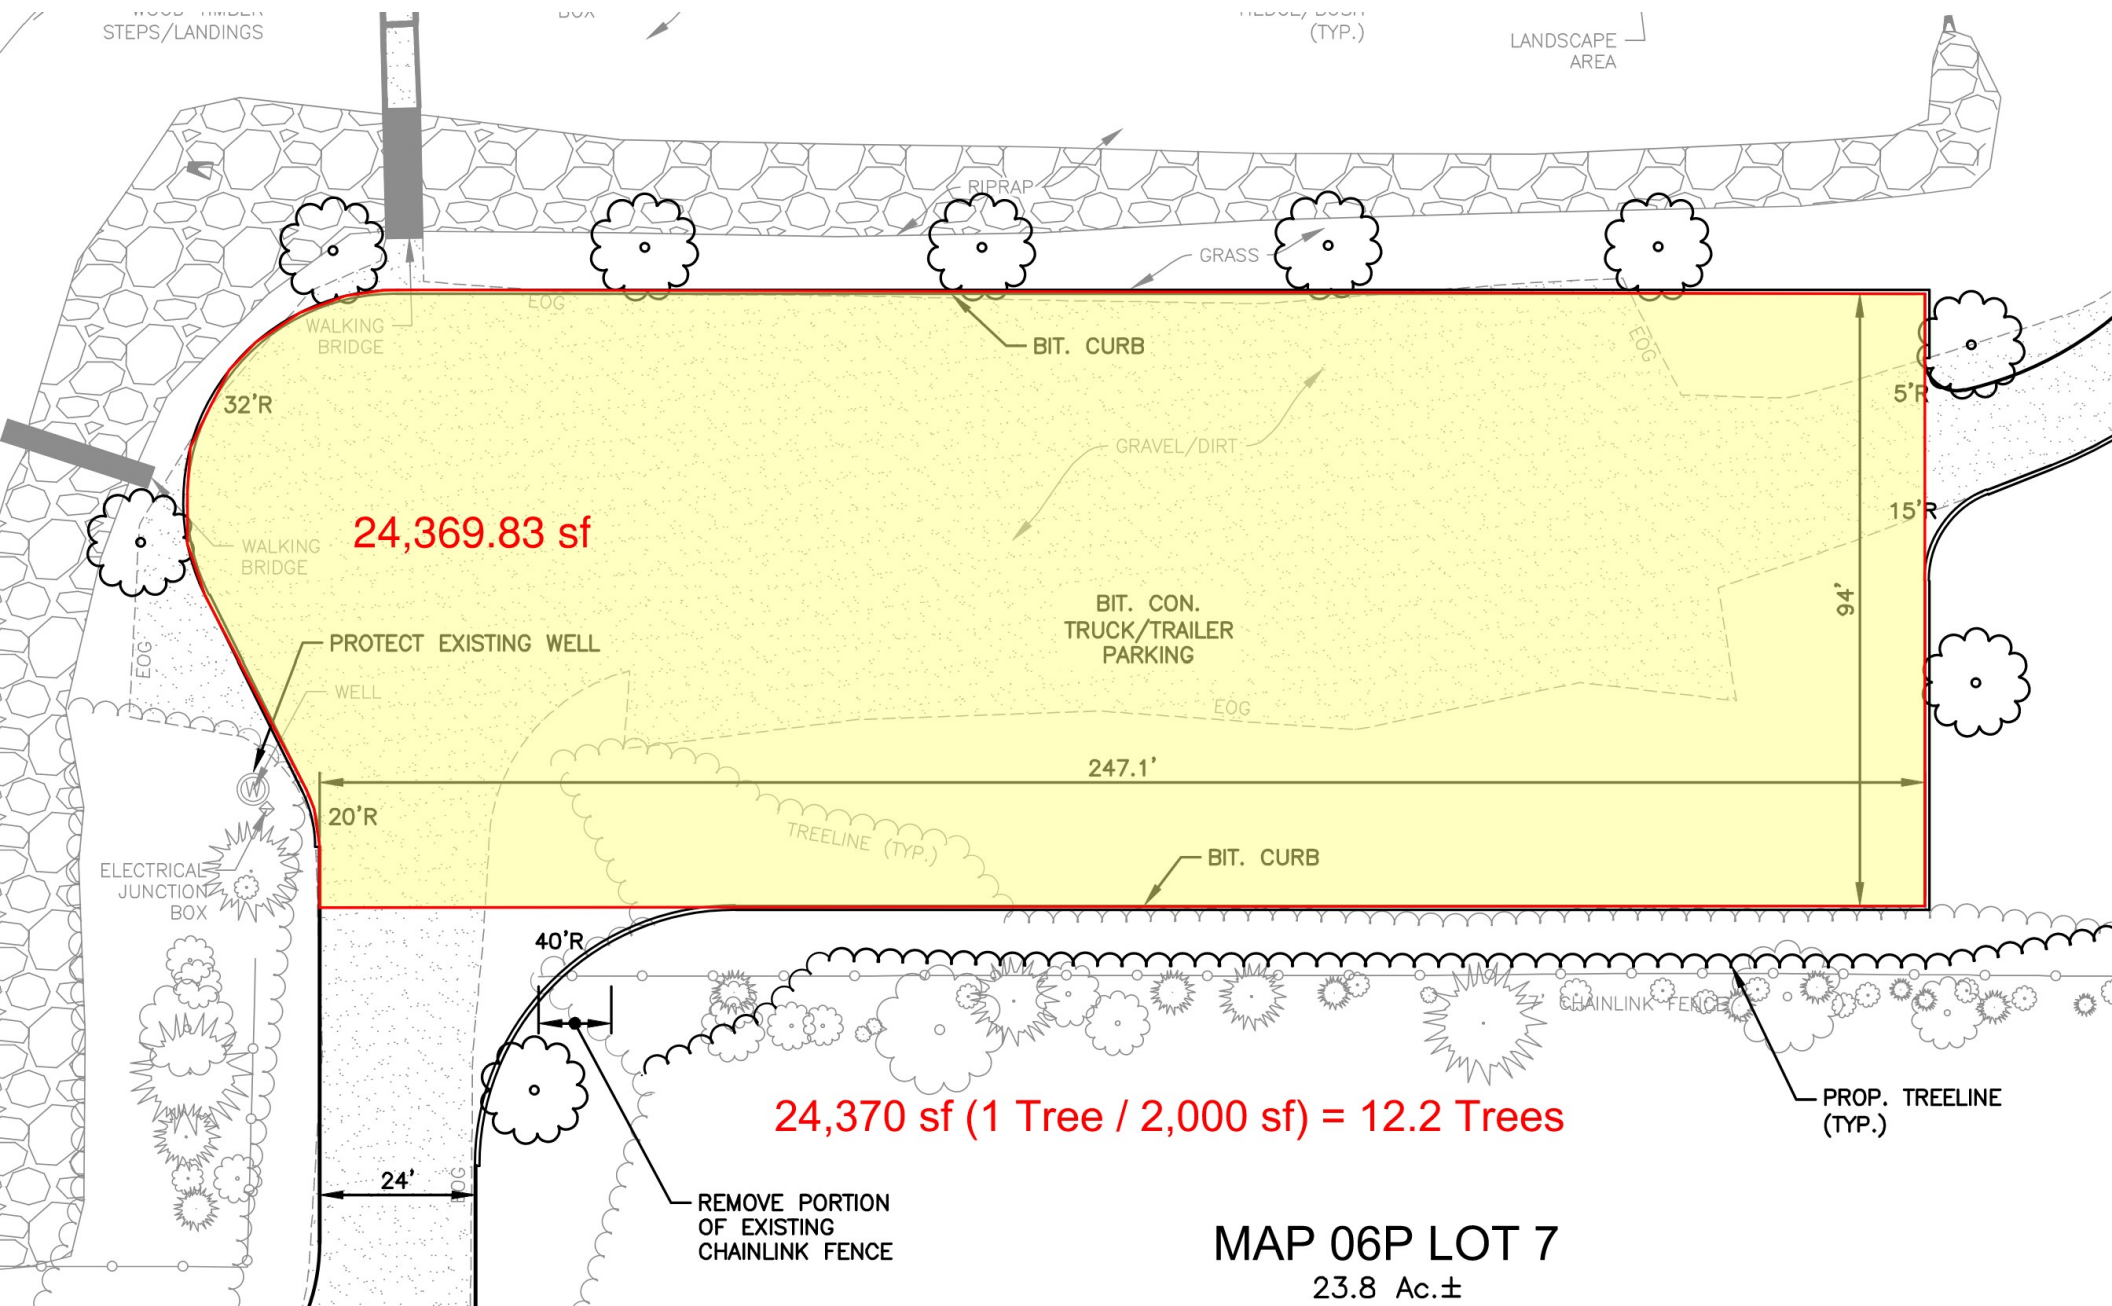 STEPS/LANDINGS
(TYP.)
LANDSCAPE
AREA
RIPRAP
GRASS
EOG
WALKING
BRIDGE
BIT. CURB
EOG
32'R
5'R
GRAVEL/DIRT
15'R
24,369.83 sf
WALKING
BRIDGE
BIT. CON.
TRUCK/TRAILER
PARKING
94'
PROTECT EXISTING WELL
EOG
WELL
EOG
247.1'
W
20'R
TREELINE (TYP.)
BIT. CURB
ELECTRICAL
JUNCTION
BOX
40'R
CHAINLINK FENCE
24,370 sf (1 Tree / 2,000 sf) = 12.2 Trees
PROP. TREELINE
(TYP.)
24'
EOG
REMOVE PORTION
OF EXISTING
CHAINLINK FENCE
MAP 06P LOT 7
23.8 Ac.±